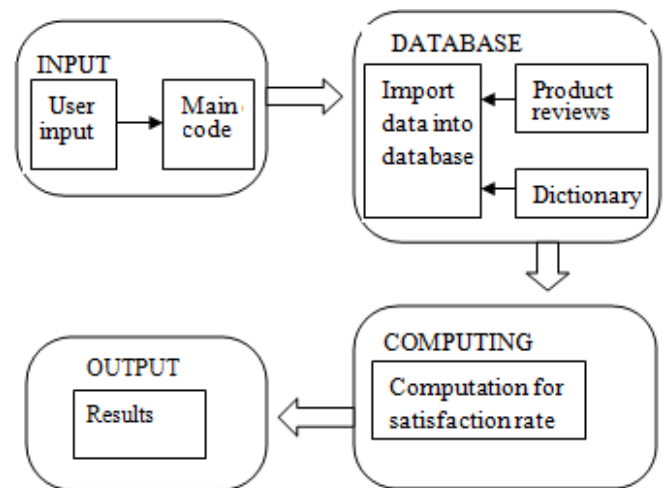 INPUT
User
input
Main
code
DATABASE
Import
data into
database
Product
reviews
Dictionary
COMPUTING
Computation for
satisfaction rate
OUTPUT
Results